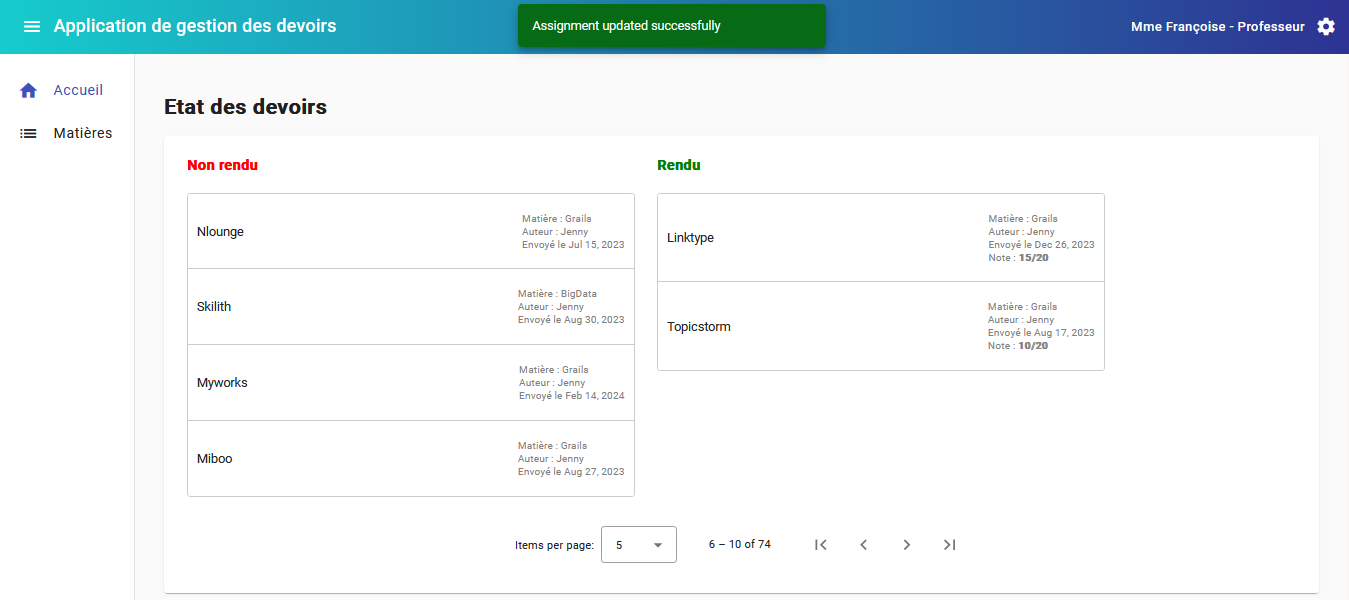 Application de gestion des devoirs
Assignment updated successfully
Mme Françoise - Professeur
Accueil
Matières
Etat des devoirs
Non rendu
Nlounge
Matière : Grails
Auteur : Jenny
Envoyé le Jul 15, 2023
Skilith
Matière : BigData
Auteur : Jenny
Envoyé le Aug 30, 2023
Myworks
Matière : Grails
Auteur : Jenny
Envoyé le Feb 14, 2024
Miboo
Matière : Grails
Auteur : Jenny
Envoyé le Aug 27, 2023
Rendu
Linktype
Matière : Grails
Auteur : Jenny
Envoyé le Dec 26, 2023
Note : 15/20
Topicstorm
Matière : Grails
Auteur : Jenny
Envoyé le Aug 17, 2023
Note : 10/20
Items per page: 5
6 – 10 of 74